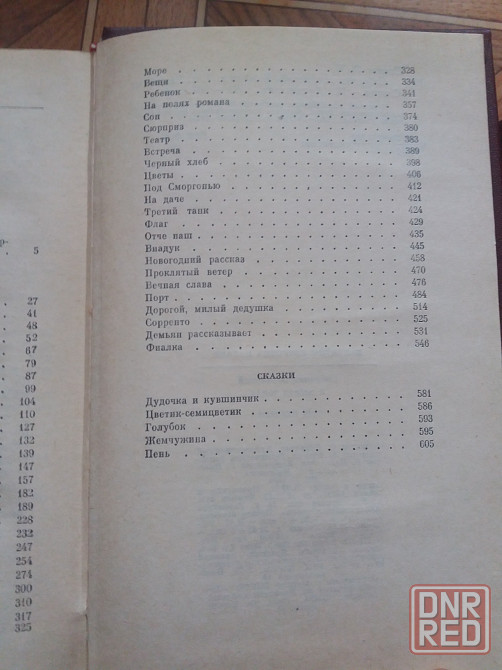 р-
. 5
27
41
48
52
67
79
87
99
104
110
127
132
139
147
157
182
189
228
232
247
254
274
300
310
317
325
Море . . . . . . . . . . . . . . . 328
Вещи . . . . . . . . . . . . . . . 334
Ребенок . . . . . . . . . . . . . . 341
На полях романа . . . . . . . . . . . 357
Сон . . . . . . . . . . . . . . . 374
Сюрприз . . . . . . . . . . . . . . 380
Театр . . . . . . . . . . . . . . . 383
Встреча . . . . . . . . . . . . . . 389
Черный хлеб . . . . . . . . . . . . 398
Цветы . . . . . . . . . . . . . . . 406
Под Сморгонью . . . . . . . . . . . 412
На даче . . . . . . . . . . . . . . 421
Третий танк . . . . . . . . . . . . 424
Флаг . . . . . . . . . . . . . . . 429
Отче наш . . . . . . . . . . . . . 435
Виадук . . . . . . . . . . . . . . 445
Новогодний рассказ . . . . . . . . . . 458
Проклятый ветер . . . . . . . . . . . 470
Вечная слава . . . . . . . . . . . . 476
Порт . . . . . . . . . . . . . . . 484
Дорогой, милый дедушка . . . . . . . . 514
Сорренто . . . . . . . . . . . . . 525
Демьян рассказывает . . . . . . . . . 531
Фиалка . . . . . . . . . . . . . . 546
СКАЗКИ
Дудочка и кувшинчик . . . . . . . . . 581
Цветик-семицветик . . . . . . . . . . 586
Голубок . . . . . . . . . . . . . . 593
Жемчужина . . . . . . . . . . . . . 595
Пень . . . . . . . . . . . . . . . 605
DNR
RED